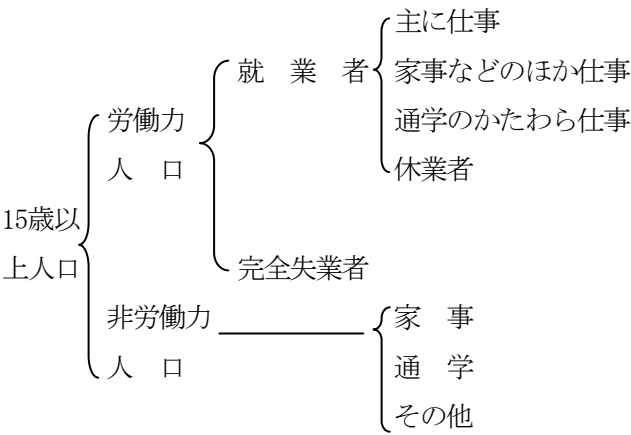 主に仕事
就　業　者
家事などのほか仕事
通学のかたわら仕事
休業者
労働力
人　口
完全失業者
15歳以
上人口
非労働力
人　口
家　事
通　学
その他